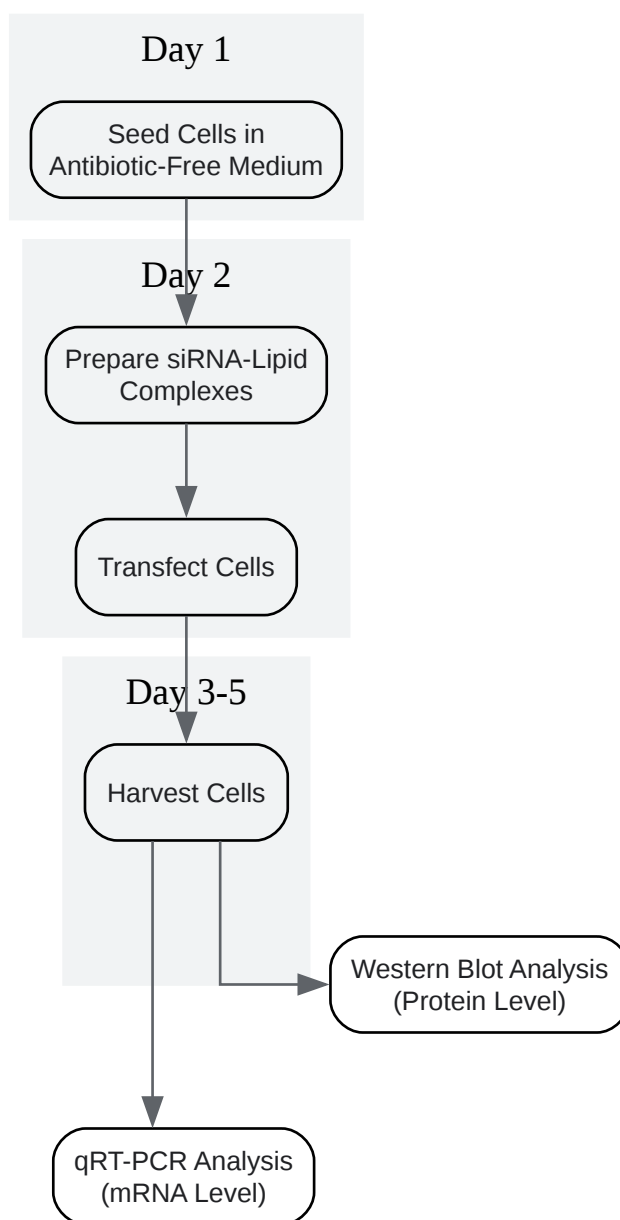 Day 1
Seed Cells in
Antibiotic-Free Medium
Day 2
Prepare siRNA-Lipid
Complexes
Transfect Cells
Day 3-5
Harvest Cells
Western Blot Analysis
(Protein Level)
qRT-PCR Analysis
(mRNA Level)